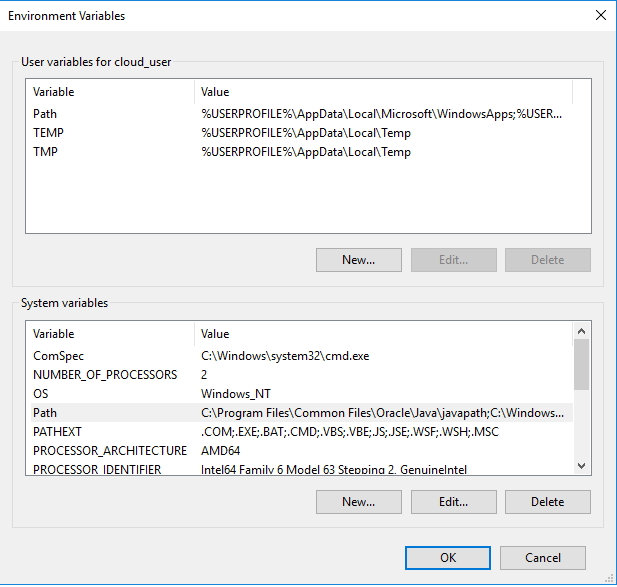 Environment Variables
User variables for cloud_user
Variable Value
Path %USERPROFILE%\AppData\Local\Microsoft\WindowsApps;%USER...
TEMP %USERPROFILE%\AppData\Local\Temp
TMP %USERPROFILE%\AppData\Local\Temp
New... Edit... Delete
System variables
Variable Value
ComSpec C:\Windows\system32\cmd.exe
NUMBER_OF_PROCESSORS 2
OS Windows_NT
Path C:\Program Files\Common Files\Oracle\Java\javapath;C:\Windows...
PATHEXT .COM;.EXE;.BAT;.CMD;.VBS;.VBE;.JS;.JSE;.WSF;.WSH;.MSC
PROCESSOR_ARCHITECTURE AMD64
PROCESSOR_IDENTIFIER Intel64 Family 6 Model 63 Stepping 2, GenuineIntel
New... Edit... Delete
OK Cancel